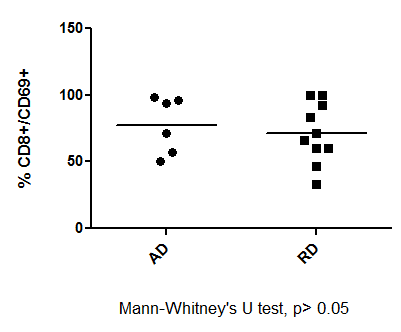 150
100
50
0
% CD8+/CD69+
AD
RD
Mann-Whitney's U test, p> 0.05